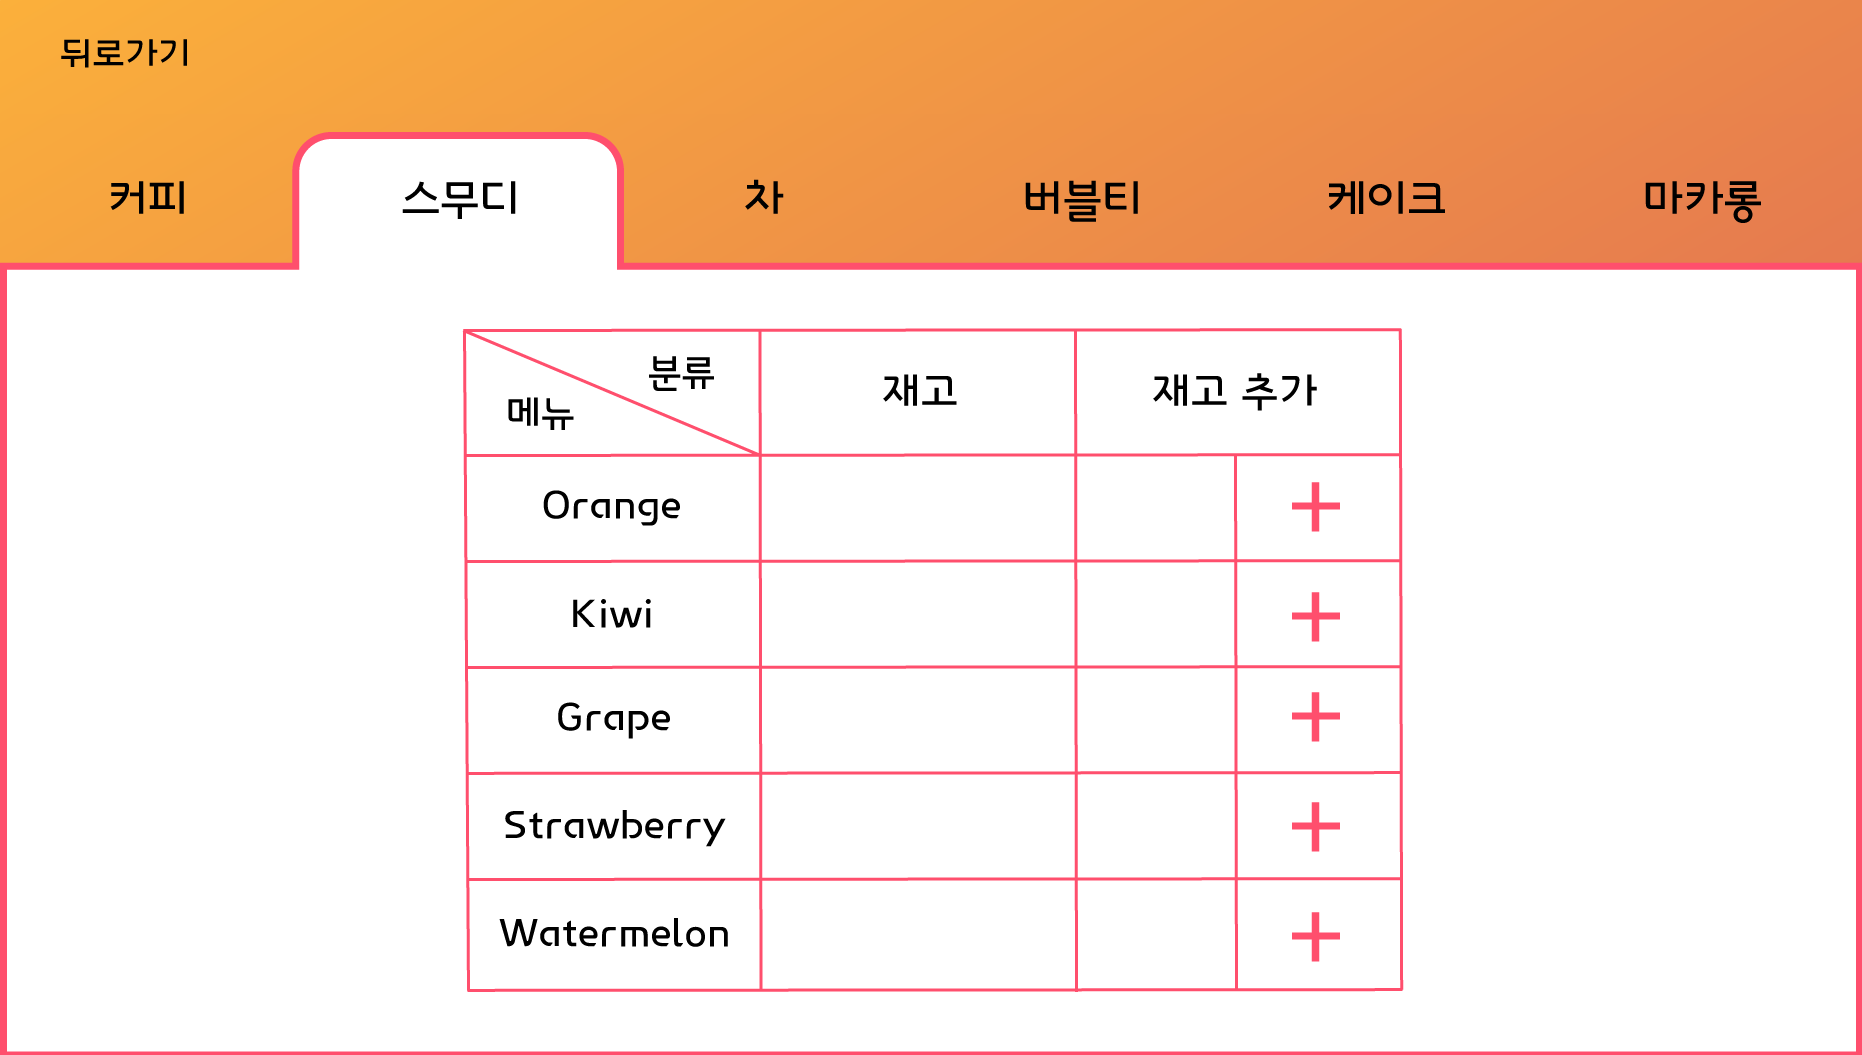 뒤로가기
커피 스무디 차 버블티 케이크 마카롱
분류
메뉴
재고 재고 추가
Orange +
Kiwi +
Grape +
Strawberry +
Watermelon +